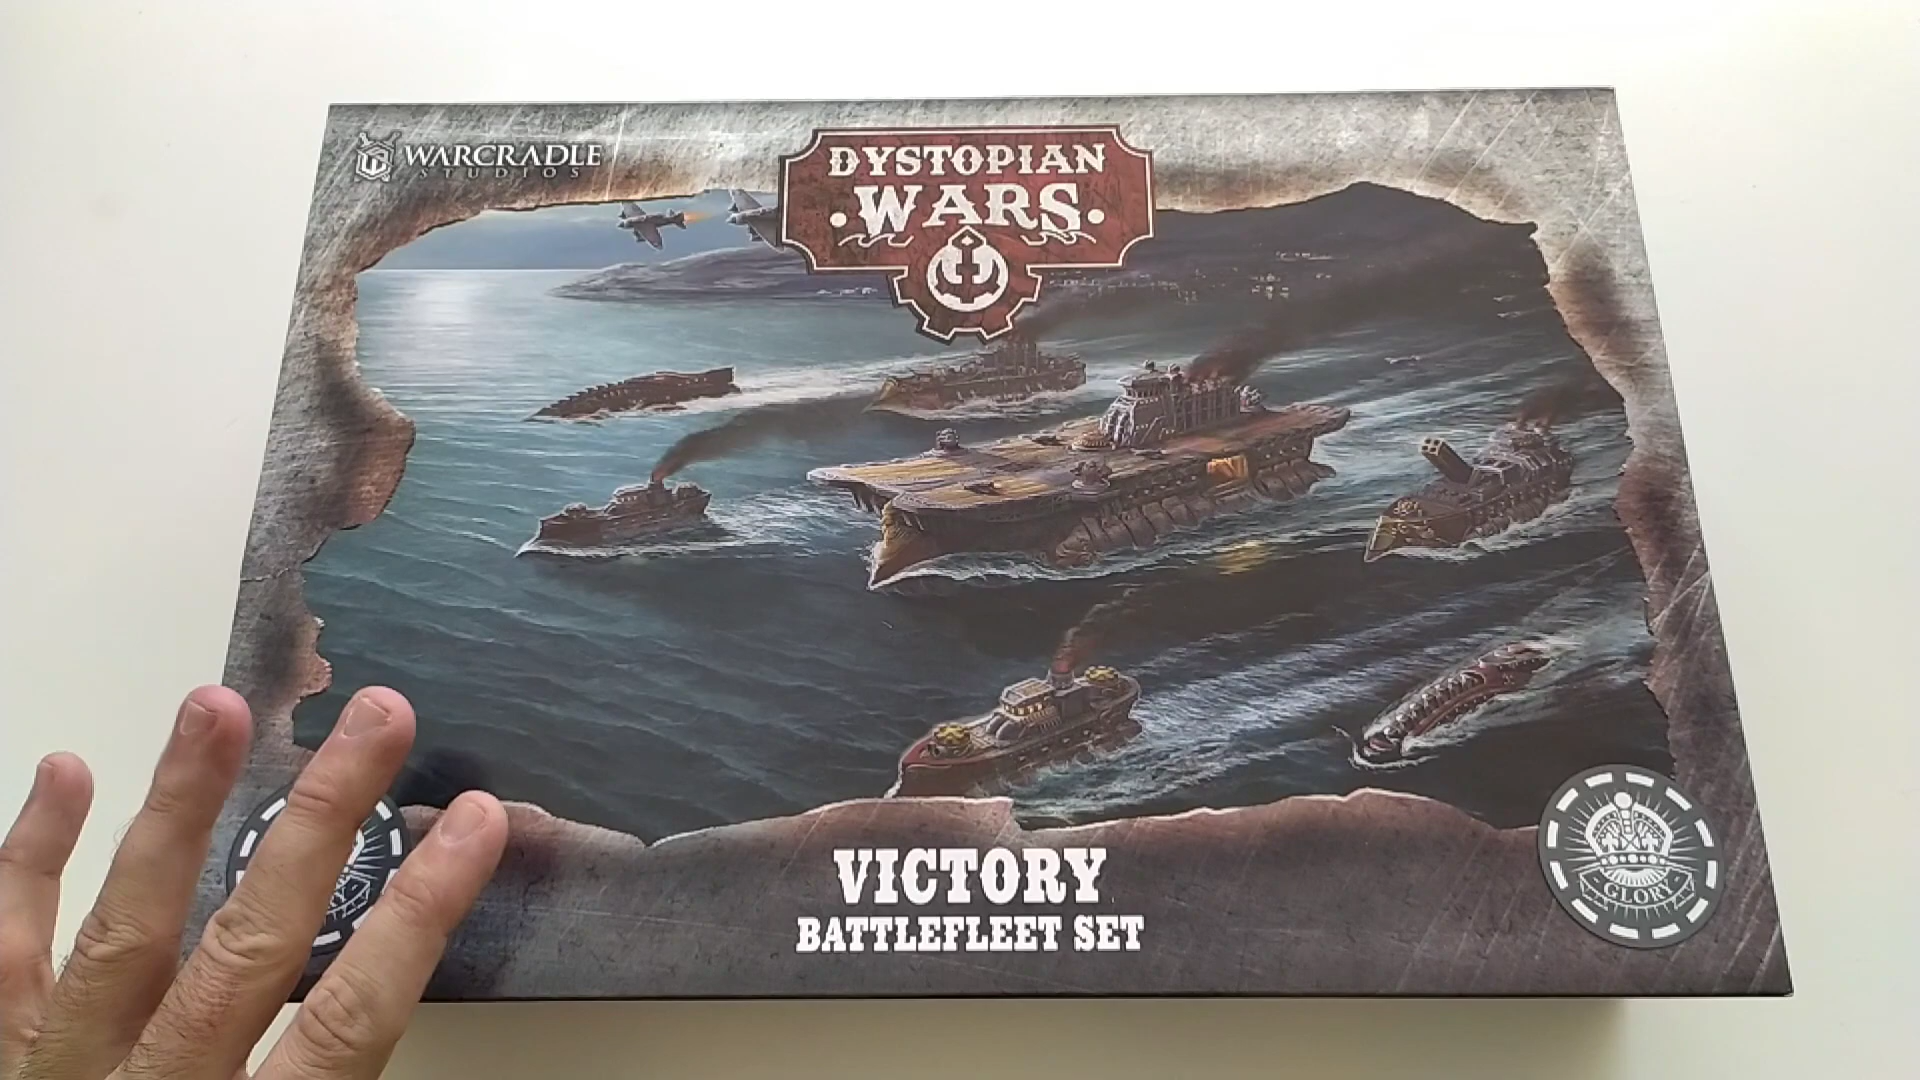 WARCRADLE
STUDIOS
DYSTOPIAN
WARS
VICTORY
BATTLEFLEET SET
GLORY